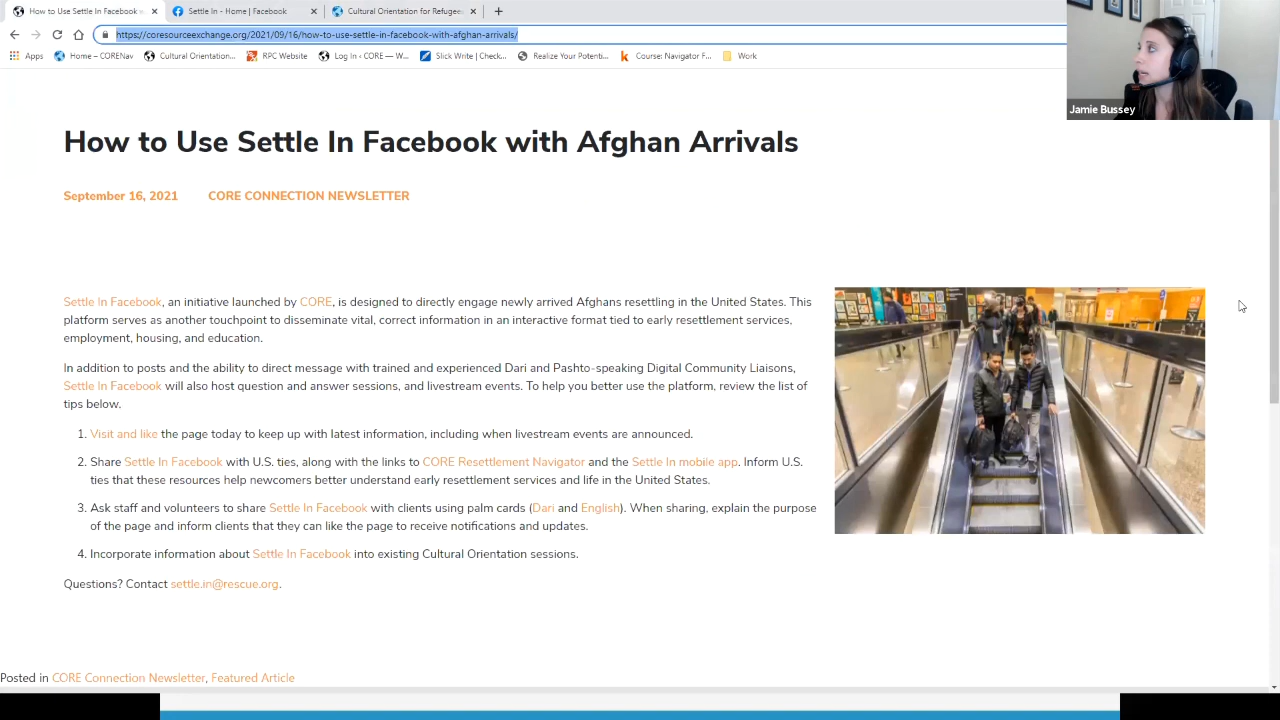 How to Use Settle In Facebook w
Settle In - Home | Facebook
Cultural Orientation for Refugee
https://coresourceexchange.org/2021/09/16/how-to-use-settle-in-facebook-with-afghan-arrivals/
Apps
Home – CORENav
Cultural Orientation...
RPC Website
Log In ‹ CORE — W...
Slick Write | Check...
Realize Your Potenti...
Course: Navigator F...
Work
Jamie Bussey
How to Use Settle In Facebook with Afghan Arrivals
September 16, 2021 CORE CONNECTION NEWSLETTER
Settle In Facebook, an initiative launched by CORE, is designed to directly engage newly arrived Afghans resettling in the United States. This
platform serves as another touchpoint to disseminate vital, correct information in an interactive format tied to early resettlement services,
employment, housing, and education.
In addition to posts and the ability to direct message with trained and experienced Dari and Pashto-speaking Digital Community Liaisons,
Settle In Facebook will also host question and answer sessions, and livestream events. To help you better use the platform, review the list of
tips below.
1. Visit and like the page today to keep up with latest information, including when livestream events are announced.
2. Share Settle In Facebook with U.S. ties, along with the links to CORE Resettlement Navigator and the Settle In mobile app. Inform U.S.
ties that these resources help newcomers better understand early resettlement services and life in the United States.
3. Ask staff and volunteers to share Settle In Facebook with clients using palm cards (Dari and English). When sharing, explain the purpose
of the page and inform clients that they can like the page to receive notifications and updates.
4. Incorporate information about Settle In Facebook into existing Cultural Orientation sessions.
Questions? Contact settle.in@rescue.org.
Posted in CORE Connection Newsletter, Featured Article